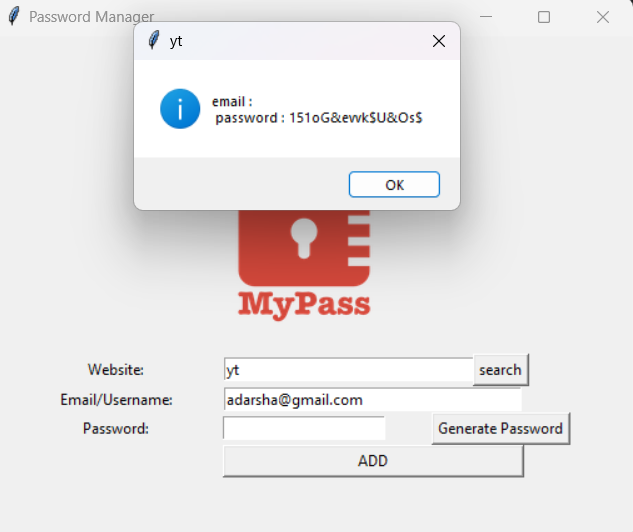 Password Manager
yt
email :
password : 151oG&evvk$U&Os$
OK
MyPass
Website:
yt
search
Email/Username:
adarsha@gmail.com
Password:
Generate Password
ADD